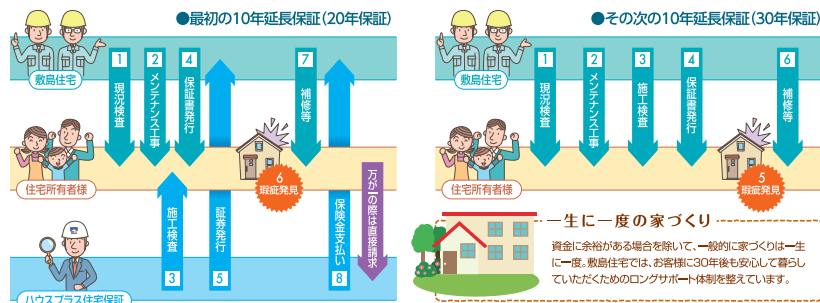 ●最初の10年延長保証(20年保証)
敷島住宅
1 現況検査
2 メンテナンス工事
4 保証書発行
7 補修等
住宅所有者様
6
瑕疵発見
万が一の際は直接請求
施工検査 3
証券発行 5
保険金支払い 8
ハウスプラス住宅保証
●その次の10年延長保証(30年保証)
敷島住宅
1 現況検査
2 メンテナンス工事
3 施工検査
4 保証書発行
6 補修等
住宅所有者様
5
瑕疵発見
一生に一度の家づくり
資金に余裕がある場合を除いて、一般的に家づくりは一生
に一度。敷島住宅では、お客様に30年後も安心して暮らし
ていただくためのロングサポート体制を整えています。